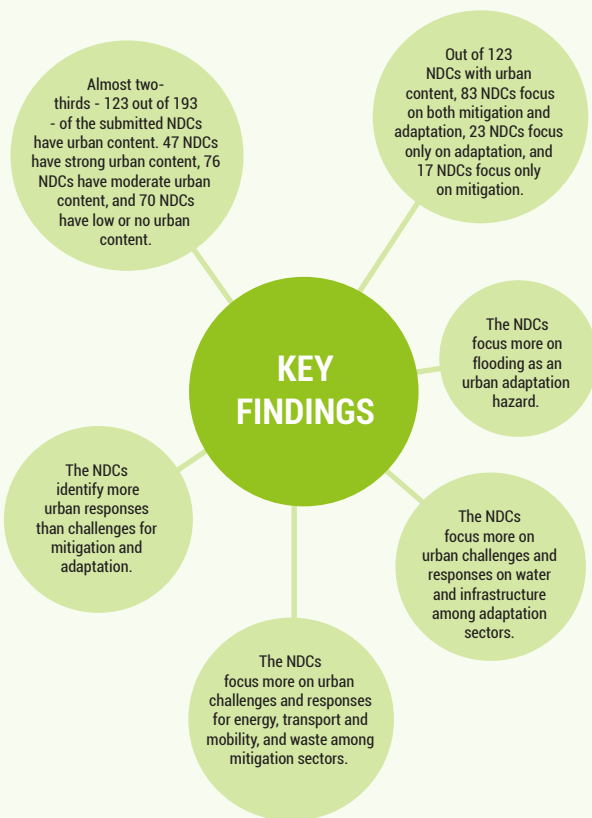 Almost two-
thirds - 123 out of 193
- of the submitted NDCs
have urban content. 47 NDCs
have strong urban content, 76
NDCs have moderate urban
content, and 70 NDCs
have low or no urban
content.
Out of 123
NDCs with urban
content, 83 NDCs focus
on both mitigation and
adaptation, 23 NDCs focus
only on adaptation, and
17 NDCs focus only
on mitigation.
KEY
FINDINGS
The NDCs
focus more on
flooding as an
urban adaptation
hazard.
The NDCs
identify more
urban responses
than challenges for
mitigation and
adaptation.
The NDCs
focus more on
urban challenges and
responses on water
and infrastructure
among adaptation
sectors.
The NDCs
focus more on urban
challenges and responses
for energy, transport and
mobility, and waste among
mitigation sectors.